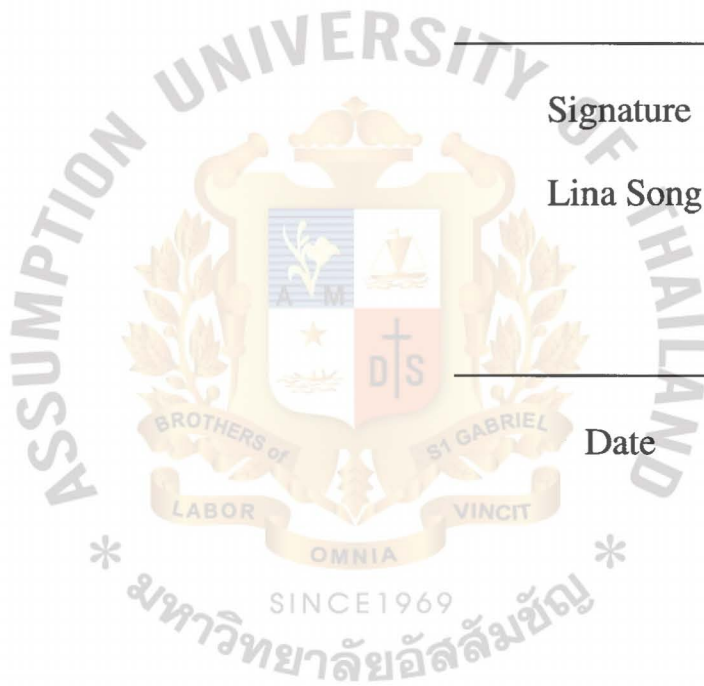 ASSUMPTION UNIVERSITY OF THAILAND
Signature
Lina Song
A M
D S
BROTHERS of
St GABRIEL
Date
LABOR
VINCIT
OMNIA
* *
SINCE1969
มหาวิทยาลัยอัสสัมชัญ